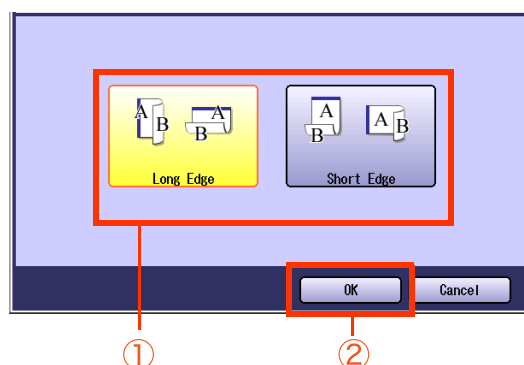 A B A B A B A B
Long Edge Short Edge
OK Cancel
① ②